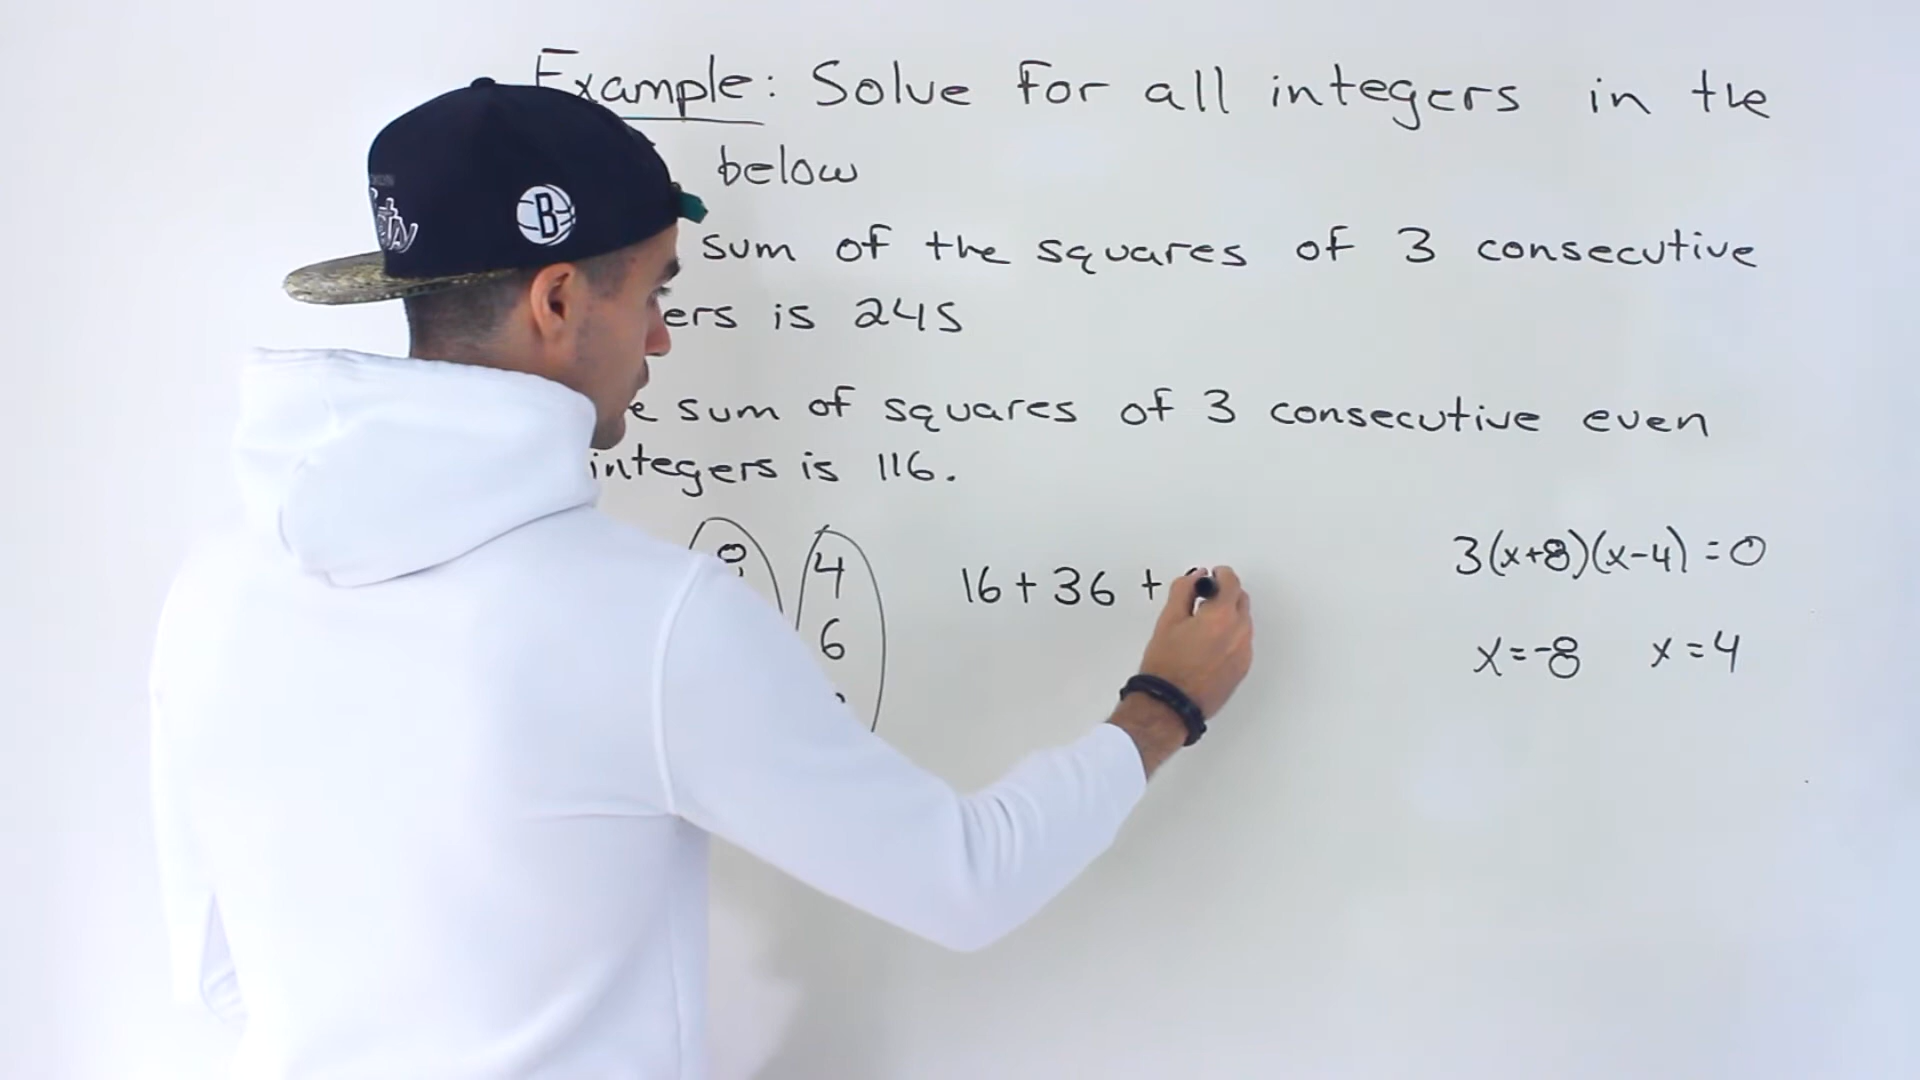 Example: Solve for all integers in the
below
sum of the squares of 3 consecutive
ers is 245
e sum of squares of 3 consecutive even
integers is 116.
4
6
16 + 36 +
3(x+8)(x-4) = 0
x = -8 x = 4
B